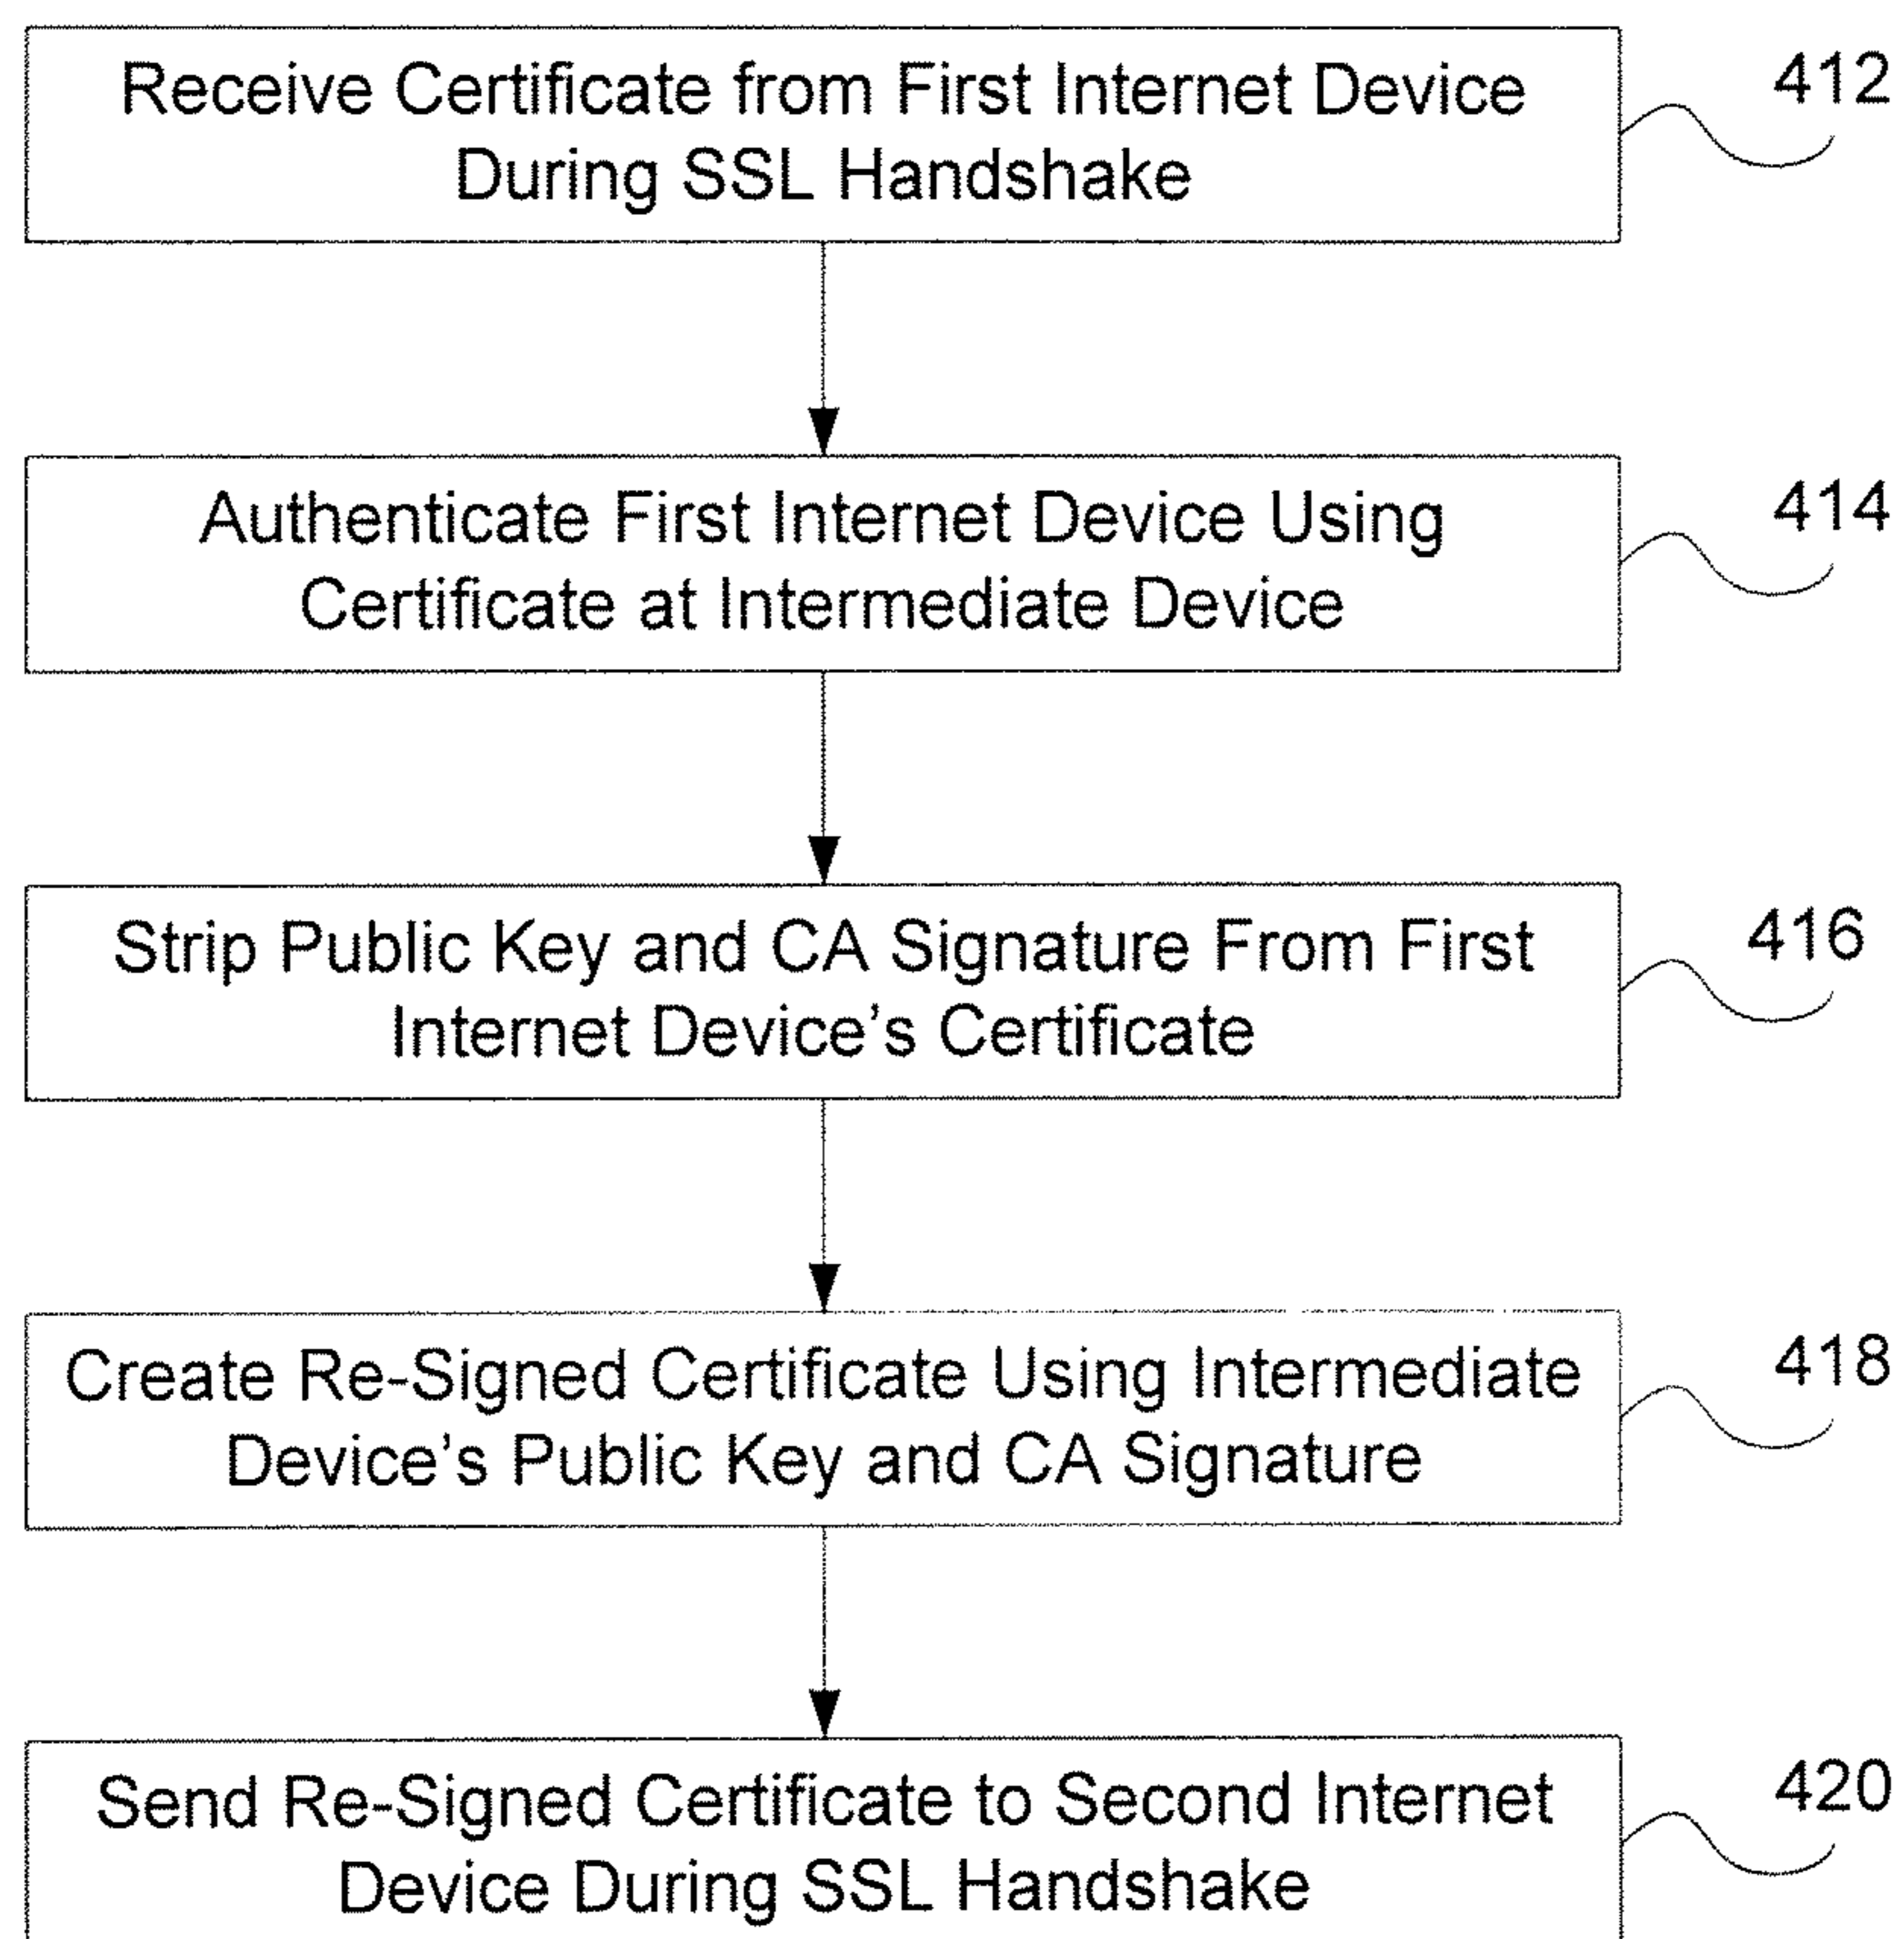 Receive Certificate from First Internet Device
During SSL Handshake
412
Authenticate First Internet Device Using
Certificate at Intermediate Device
414
Strip Public Key and CA Signature From First
Internet Device’s Certificate
416
Create Re-Signed Certificate Using Intermediate
Device’s Public Key and CA Signature
418
Send Re-Signed Certificate to Second Internet
Device During SSL Handshake
420